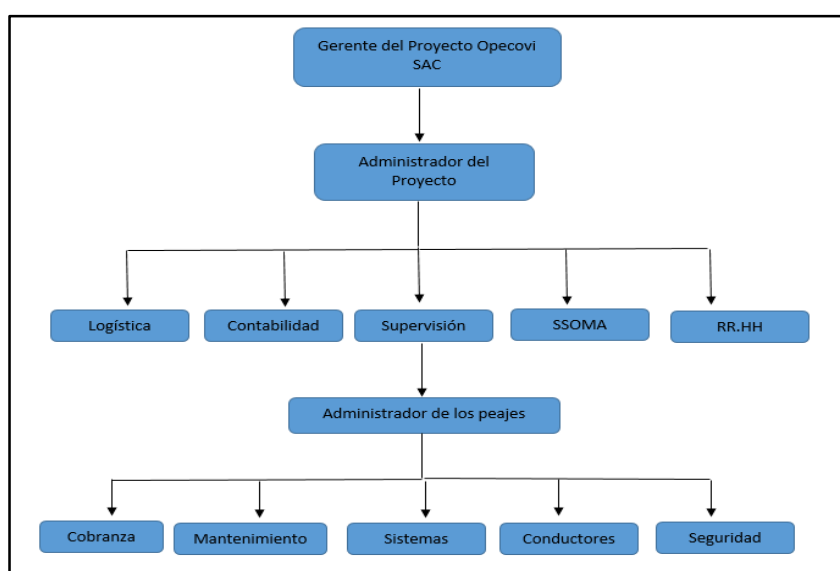 Gerente del Proyecto Opecovi
SAC
Administrador del
Proyecto
Logística
Contabilidad
Supervisión
SSOMA
RR.HH
Administrador de los peajes
Cobranza
Mantenimiento
Sistemas
Conductores
Seguridad